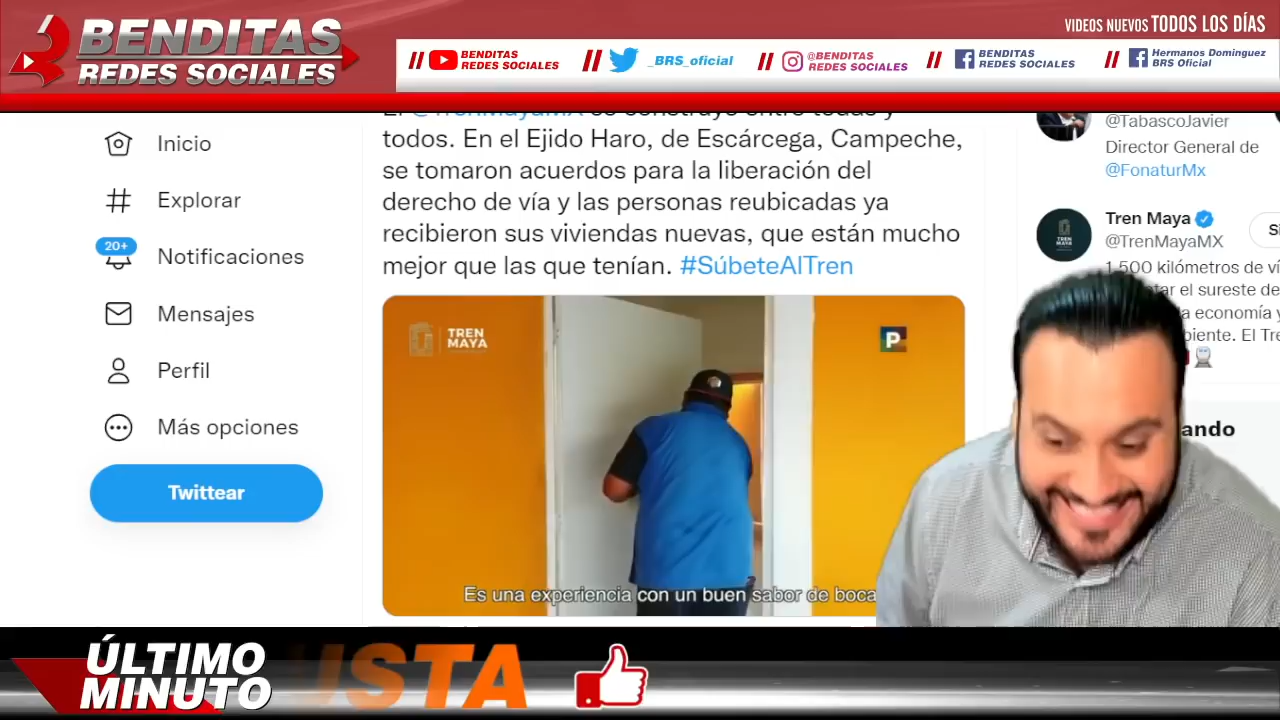 BENDITAS
REDES SOCIALES
VIDEOS NUEVOS TODOS LOS DÍAS
BENDITAS
REDES SOCIALES
_BRS_oficial
@BENDITAS
REDES SOCIALES
BENDITAS
REDES SOCIALES
Hermanos Dominguez
BRS Oficial
Inicio
Explorar
20+
Notificaciones
Mensajes
Perfil
Más opciones
Twittear
El @TrenMayaMX se construye entre todas y
todos. En el Ejido Haro, de Escárcega, Campeche,
se tomaron acuerdos para la liberación del
derecho de vía y las personas reubicadas ya
recibieron sus viviendas nuevas, que están mucho
mejor que las que tenían. #SúbeteAlTren
TREN
MAYA
P
Es una experiencia con un buen sabor de boca
@TabascoJavier
Director General de
@FonaturMx
Tren Maya
@TrenMayaMX
1,500 kilómetros de ví
el sureste de
economía y
El Tre
ando
ÚLTIMO
MINUTO
USTA